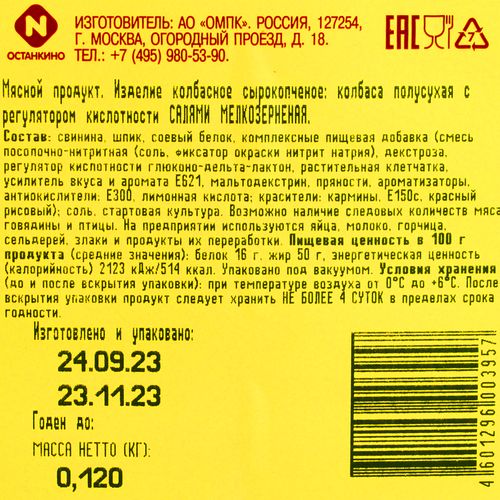 N
ОСТАНКИНО
ИЗГОТОВИТЕЛЬ: АО «ОМПК». РОССИЯ, 127254,
Г. МОСКВА, ОГОРОДНЫЙ ПРОЕЗД, Д. 18.
ТЕЛ.: +7 (495) 980-53-90.
EAC
7
Мясной продукт. Изделие колбасное сырокопченое: колбаса полусухая с
регулятором кислотности САЛЯМИ МЕЛКОЗЕРНЕНАЯ.
Состав: свинина, шпик, соевый белок, комплексные пищевая добавка (смесь
посолочно-нитритная (соль, фиксатор окраски нитрит натрия), декстроза,
регулятор кислотности глюконо-дельта-лактон, растительная клетчатка,
усилитель вкуса и аромата Е621, мальтодекстрин, пряности, ароматизаторы,
антиокислители: Е300, лимонная кислота; красители: кармины, Е150с, красный
рисовый); соль, стартовая культура. Возможно наличие следовых количеств мяса
говядины и птицы. На предприятии используются яйца, молоко, горчица,
сельдерей, злаки и продукты их переработки. Пищевая ценность в 100 г
продукта (средние значения): белок 16 г. жир 50 г, энергетическая ценность
(калорийность) 2123 кДж/514 ккал. Упаковано под вакуумом. Условия хранения
(до и после вскрытия упаковки): при температуре воздуха от 0°С до +6°С. После
вскрытия упаковки продукт следует хранить НЕ БОЛЕЕ 4 СУТОК в пределах срока
годности.
Изготовлено и упаковано:
24.09.23
23.11.23
Годен до:
МАССА НЕТТО (КГ):
0,120
4601296003957